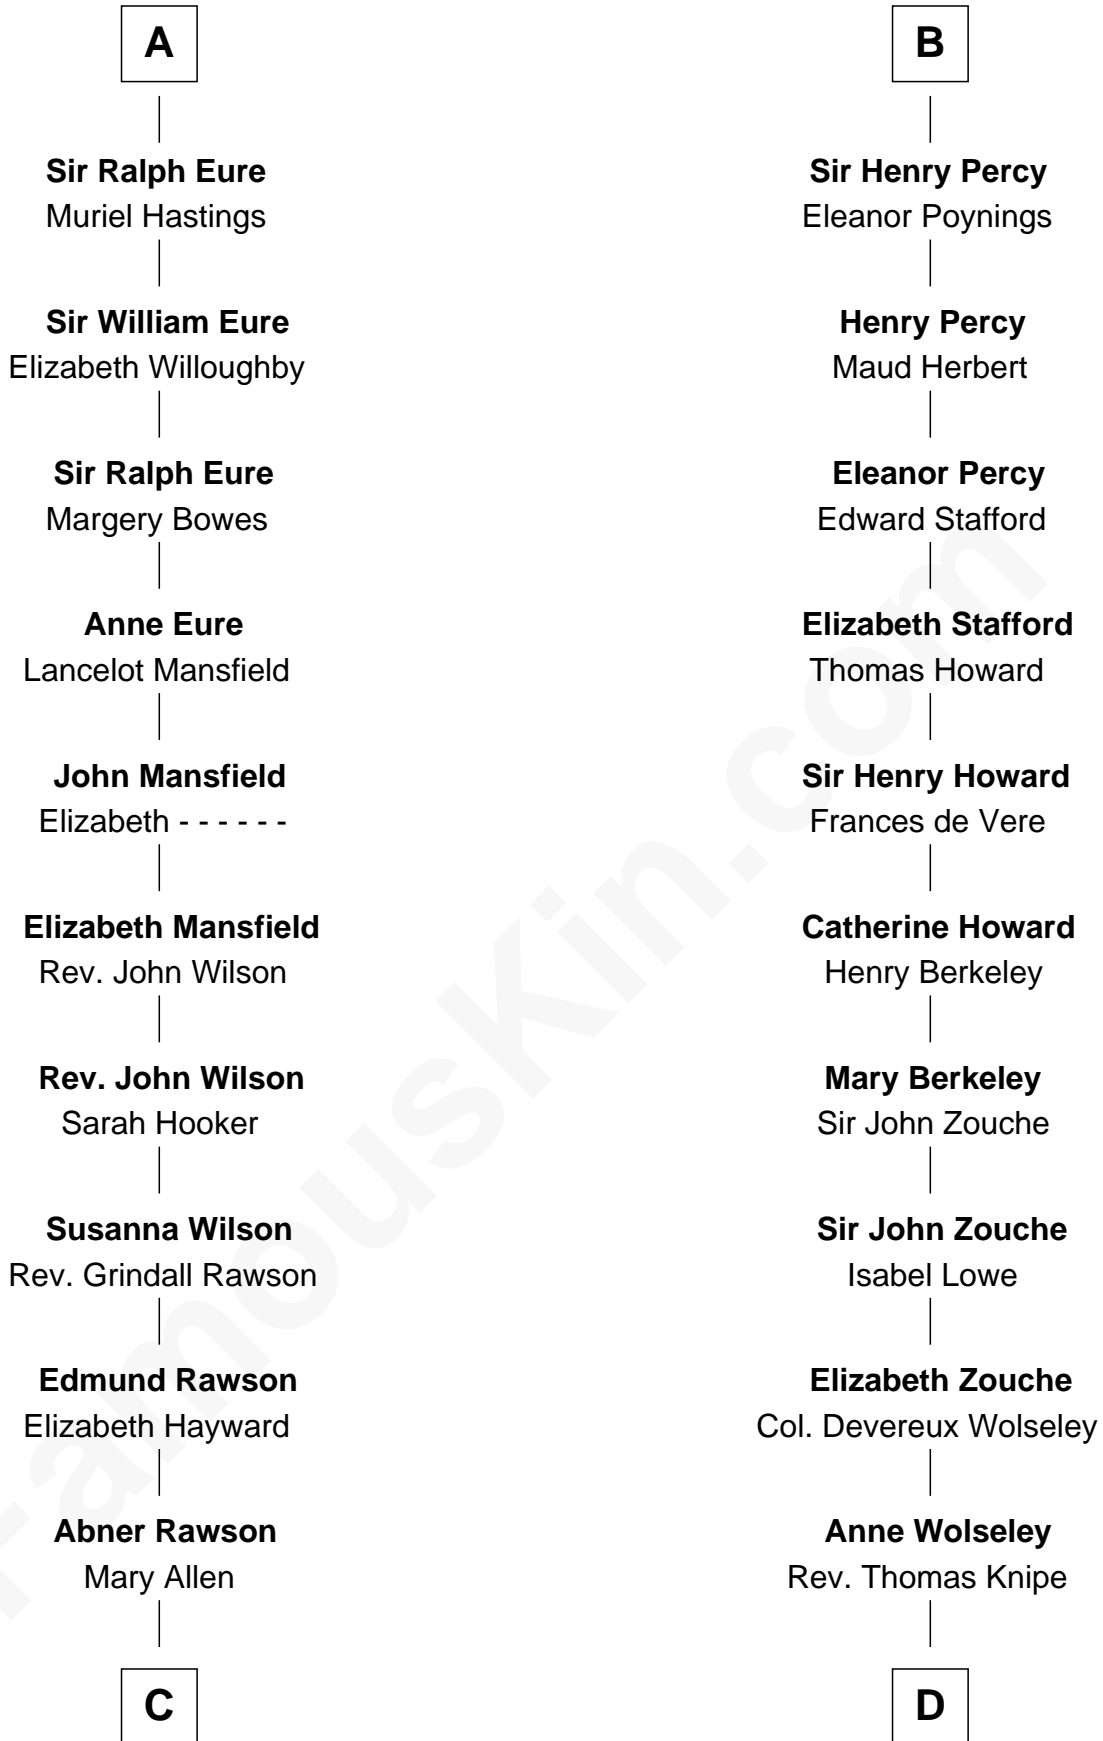 A
Sir Ralph Eure
Muriel Hastings
Sir William Eure
Elizabeth Willoughby
Sir Ralph Eure
Margery Bowes
Anne Eure
Lancelot Mansfield
John Mansfield
Elizabeth - - - - - -
Elizabeth Mansfield
Rev. John Wilson
Rev. John Wilson
Sarah Hooker
Susanna Wilson
Rev. Grindall Rawson
Edmund Rawson
Elizabeth Hayward
Abner Rawson
Mary Allen
C
B
Sir Henry Percy
Eleanor Poynings
Henry Percy
Maud Herbert
Eleanor Percy
Edward Stafford
Elizabeth Stafford
Thomas Howard
Sir Henry Howard
Frances de Vere
Catherine Howard
Henry Berkeley
Mary Berkeley
Sir John Zouche
Sir John Zouche
Isabel Lowe
Elizabeth Zouche
Col. Devereux Wolseley
Anne Wolseley
Rev. Thomas Knipe
D
FamousKin.com